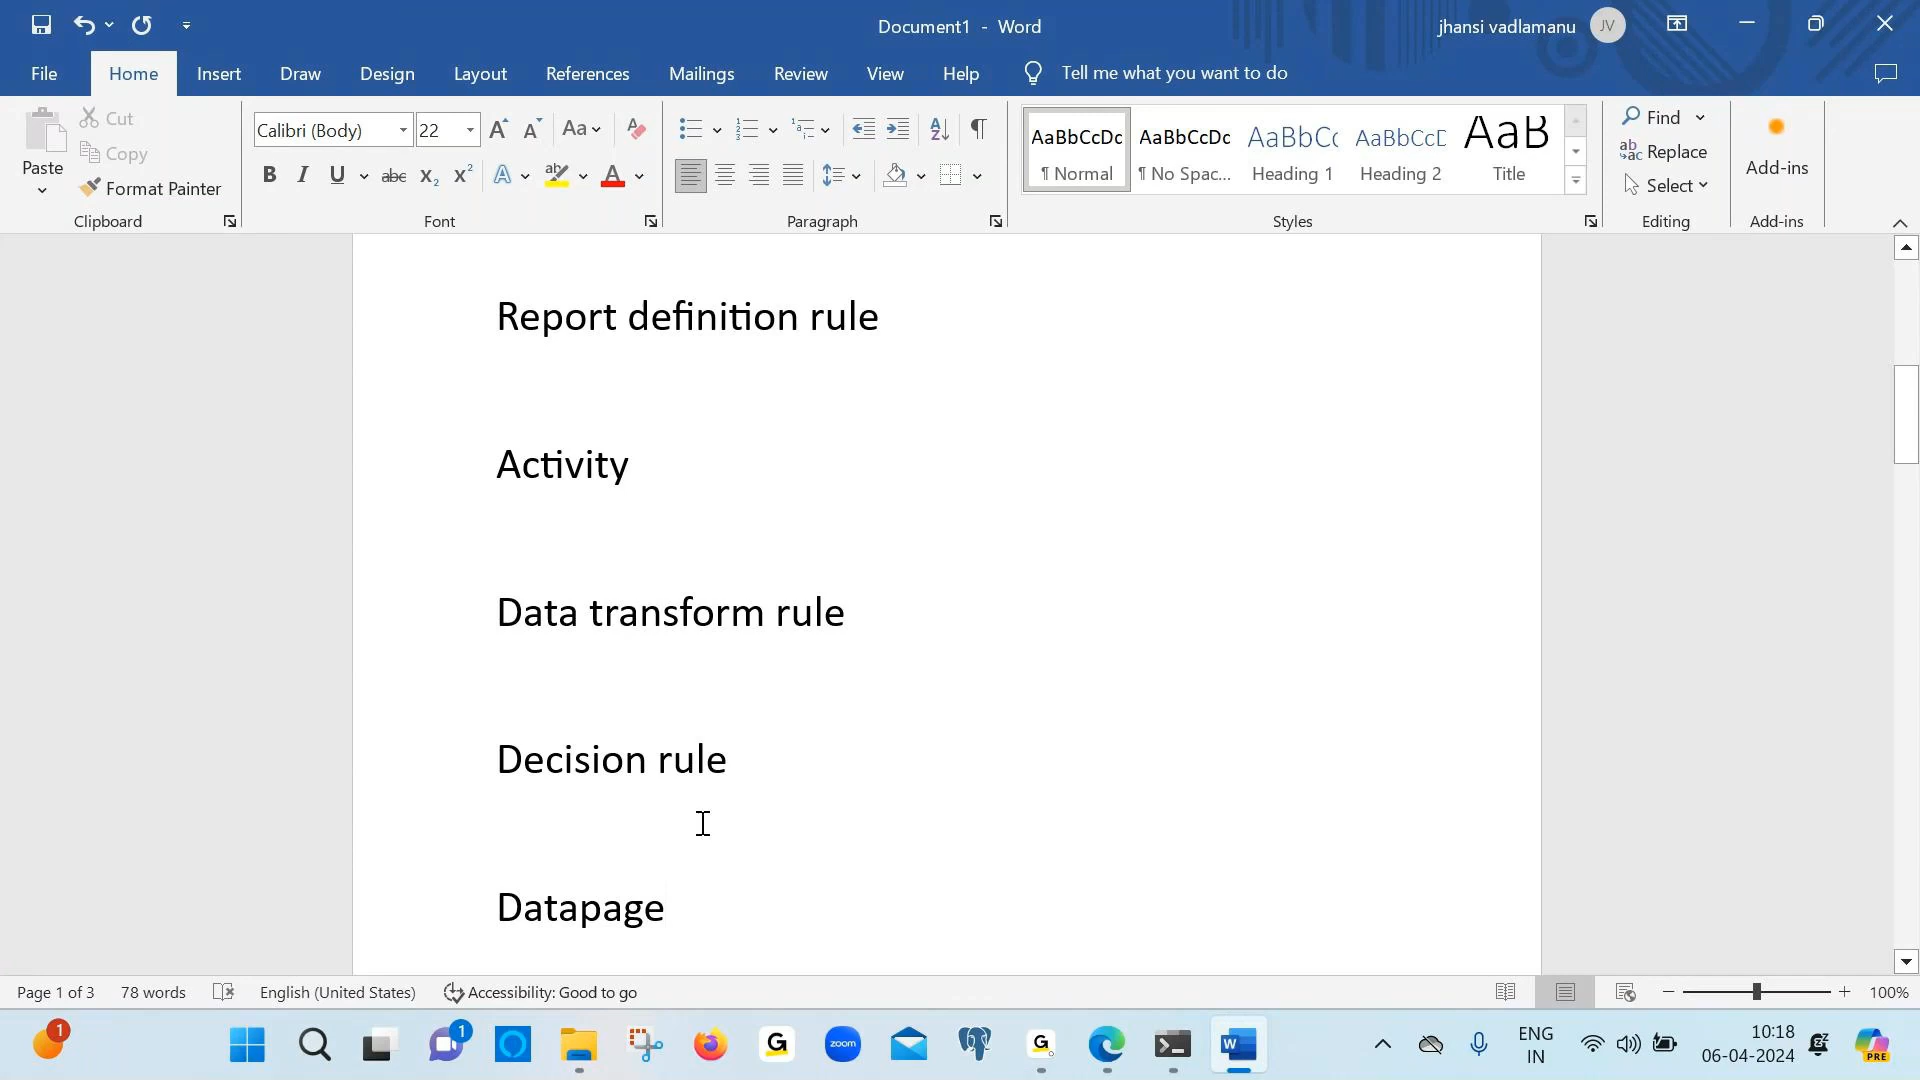 Document1 - Word
jhansi vadlamanu
JV
File Home Insert Draw Design Layout References Mailings Review View Help Tell me what you want to do
Paste
Cut
Copy
Format Painter
Clipboard
Calibri (Body) 22
Font
Paragraph
AaBbCcDc AaBbCcDc AaBbCc AaBbCcD AaB
¶ Normal ¶ No Spac... Heading 1 Heading 2 Title
Styles
Find
Replace
Select
Editing
Add-ins
Add-ins
Report definition rule
Activity
Data transform rule
Decision rule
Datapage
Page 1 of 3 78 words English (United States) Accessibility: Good to go 100%
1
1
zoom
ENG
IN
10:18
06-04-2024
PRE